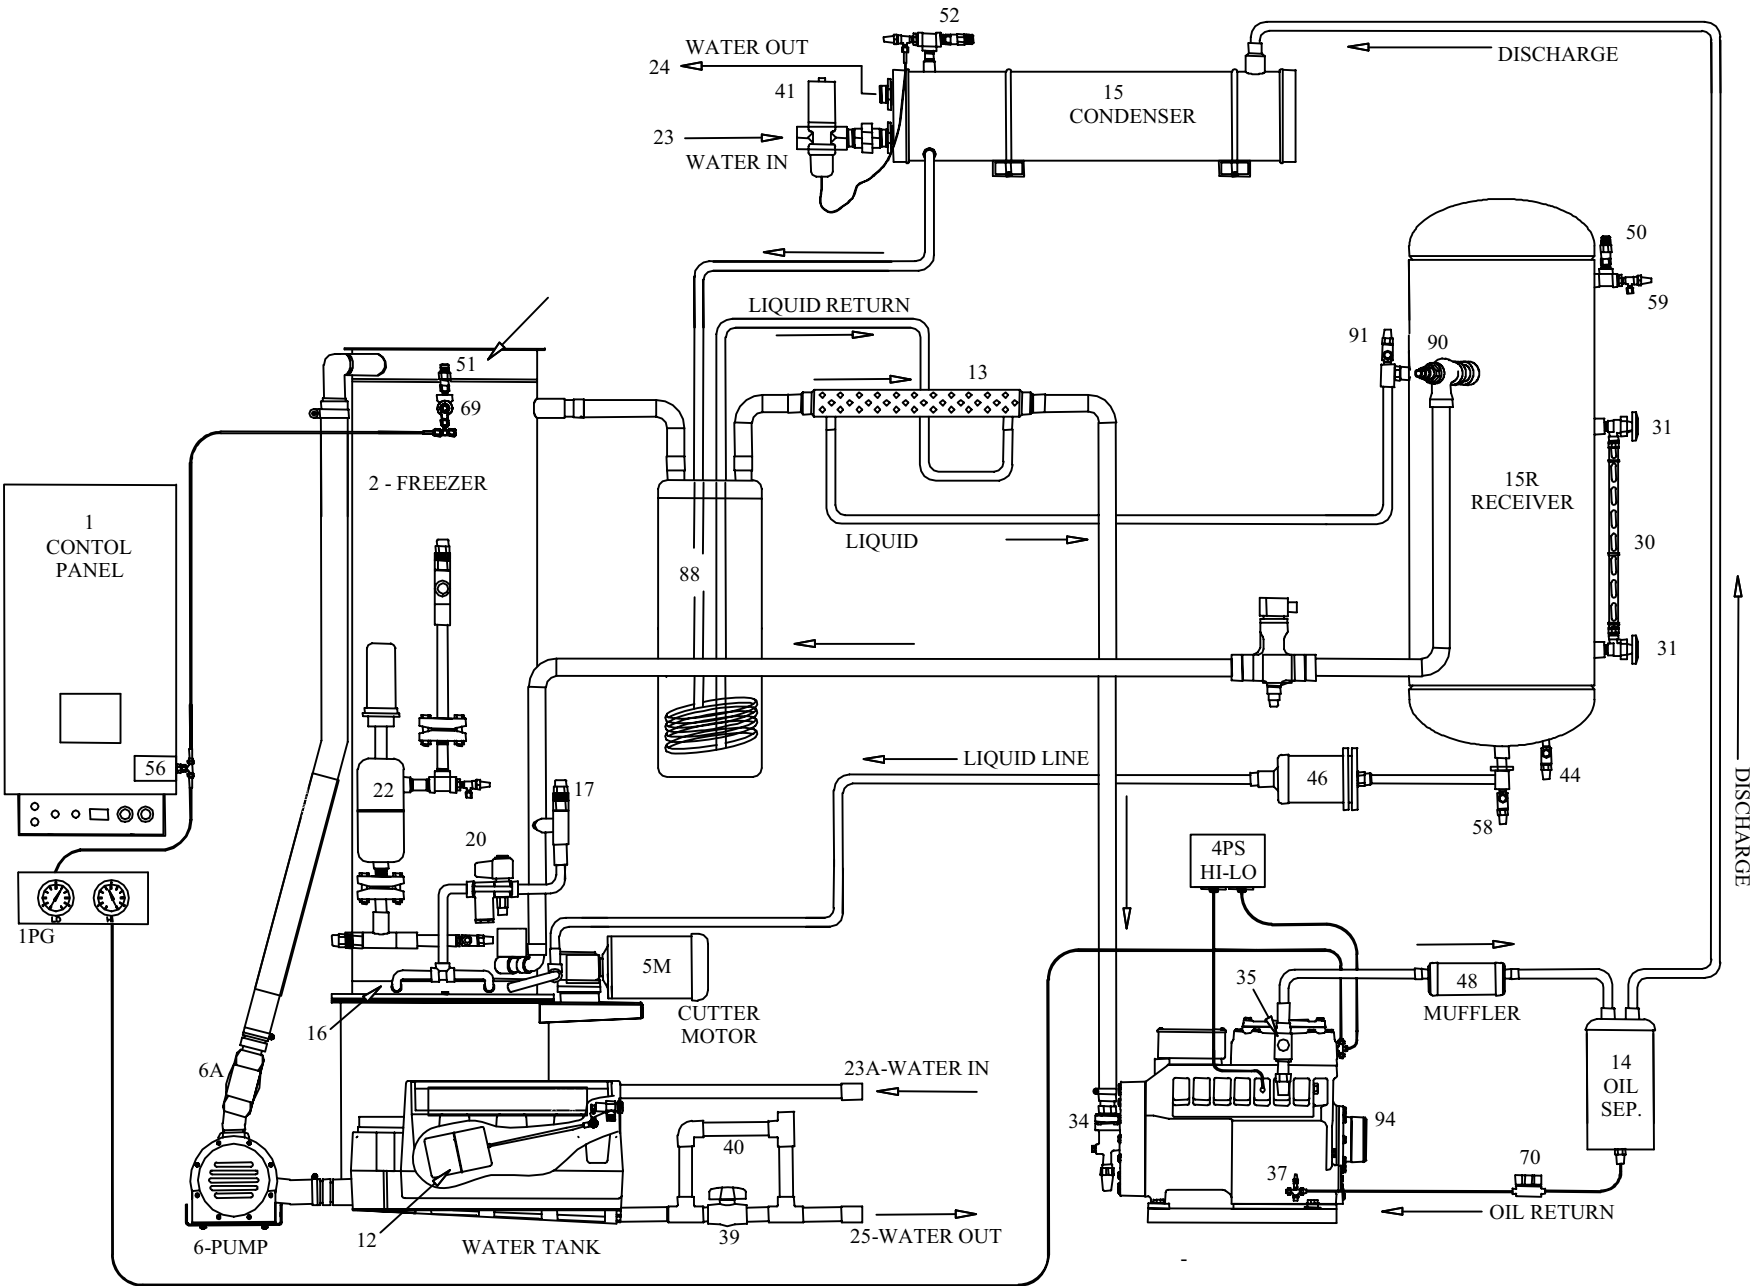 52
WATER OUT
24
DISCHARGE
41
15
CONDENSER
23
WATER IN
50
59
LIQUID RETURN
91
90
51
13
69
31
2 - FREEZER
15R
RECEIVER
1
CONTOL
PANEL
LIQUID
30
88
31
56
LIQUID LINE
22
17
46
44
58
DISCHARGE
20
4PS
HI-LO
1PG
5M
35
48
16
CUTTER
MOTOR
MUFFLER
6A
23A-WATER IN
14
OIL
SEP.
34
94
40
37
70
12
39
25-WATER OUT
OIL RETURN
6-PUMP
WATER TANK
-